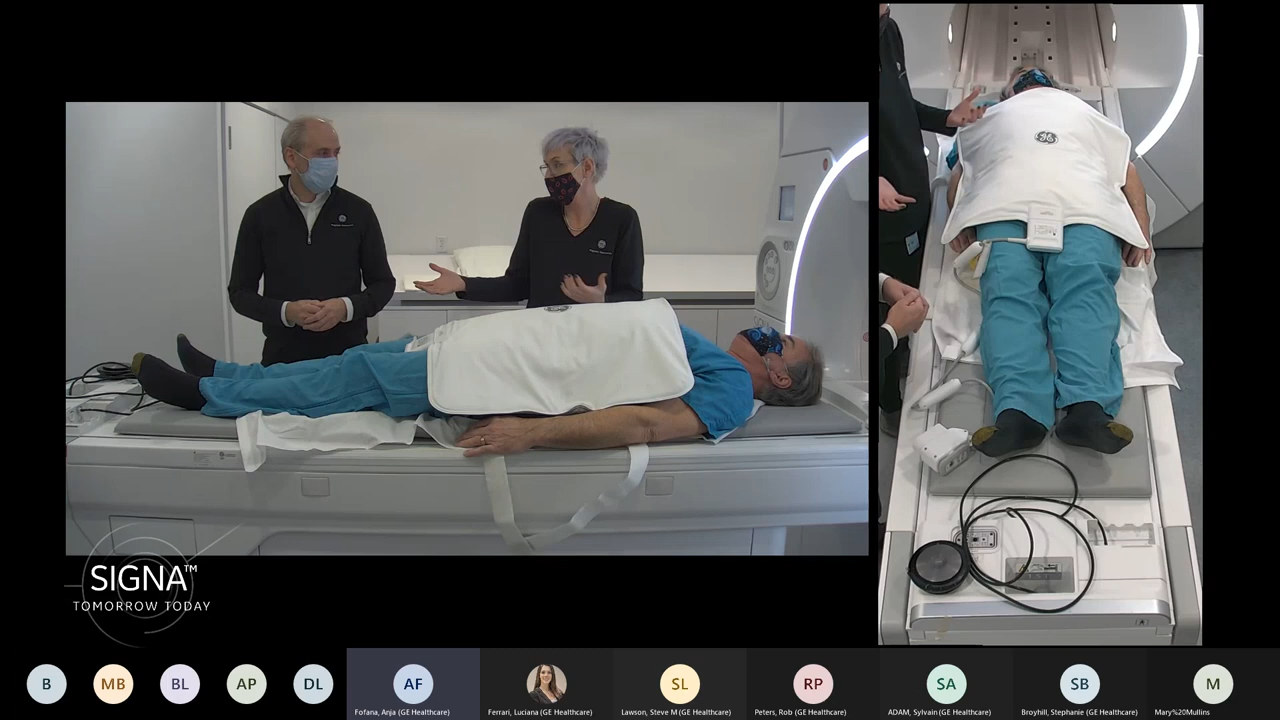 SIGNA™
TOMORROW TODAY
B
MB
BL
AP
DL
AF
SL
RP
SA
SB
M
Fofana, Anja (GE Healthcare)
Ferrari, Luciana (GE Healthcare)
Lawson, Steve M (GE Healthcare)
Peters, Rob (GE Healthcare)
ADAM, Sylvain (GE Healthcare)
Broyhill, Stephanie (GE Healthcare)
Mary%20Mullins